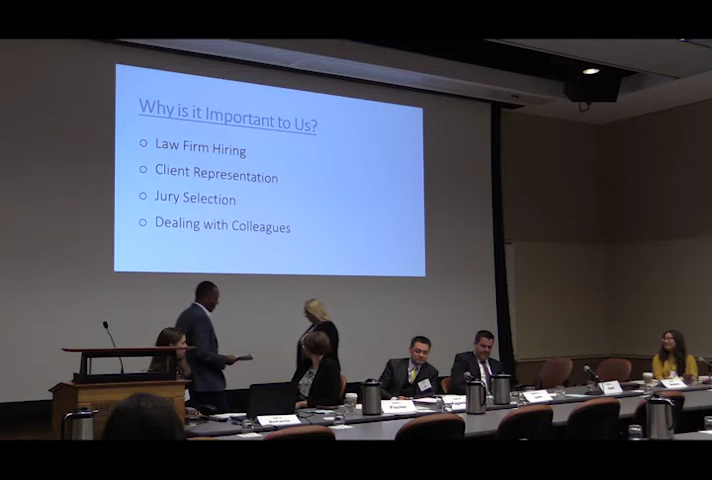 Why is it Important to Us?
Law Firm Hiring
Client Representation
Jury Selection
Dealing with Colleagues